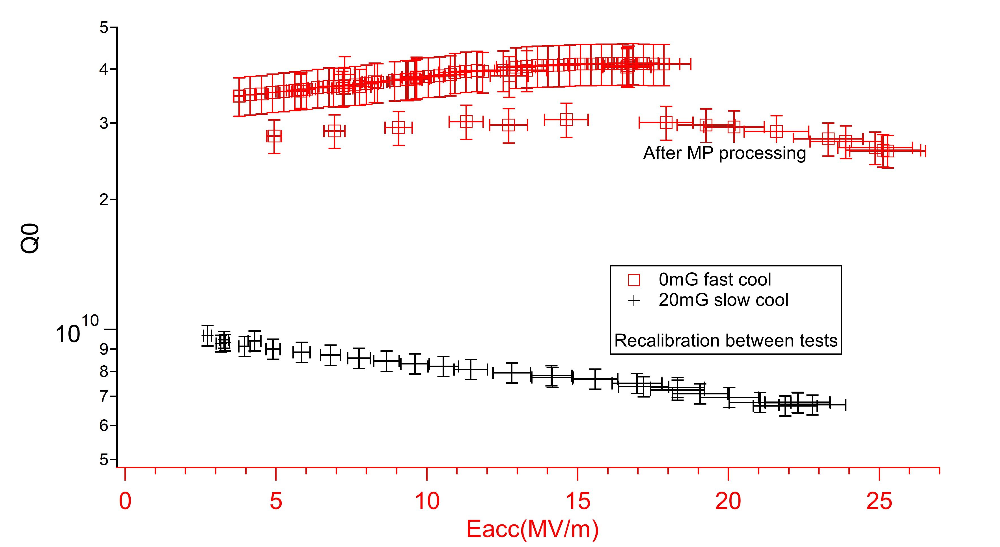 5
4
3
2
10^10
9
8
7
6
5
Q0
After MP processing
0mG fast cool
20mG slow cool
Recalibration between tests
0 5 10 15 20 25
Eacc(MV/m)